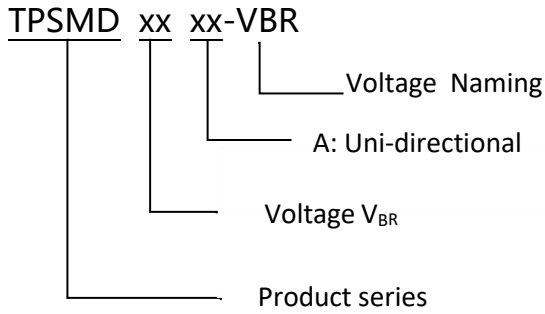 TPSMD xx xx-VBR
Voltage Naming
A: Uni-directional
Voltage VBR
Product series